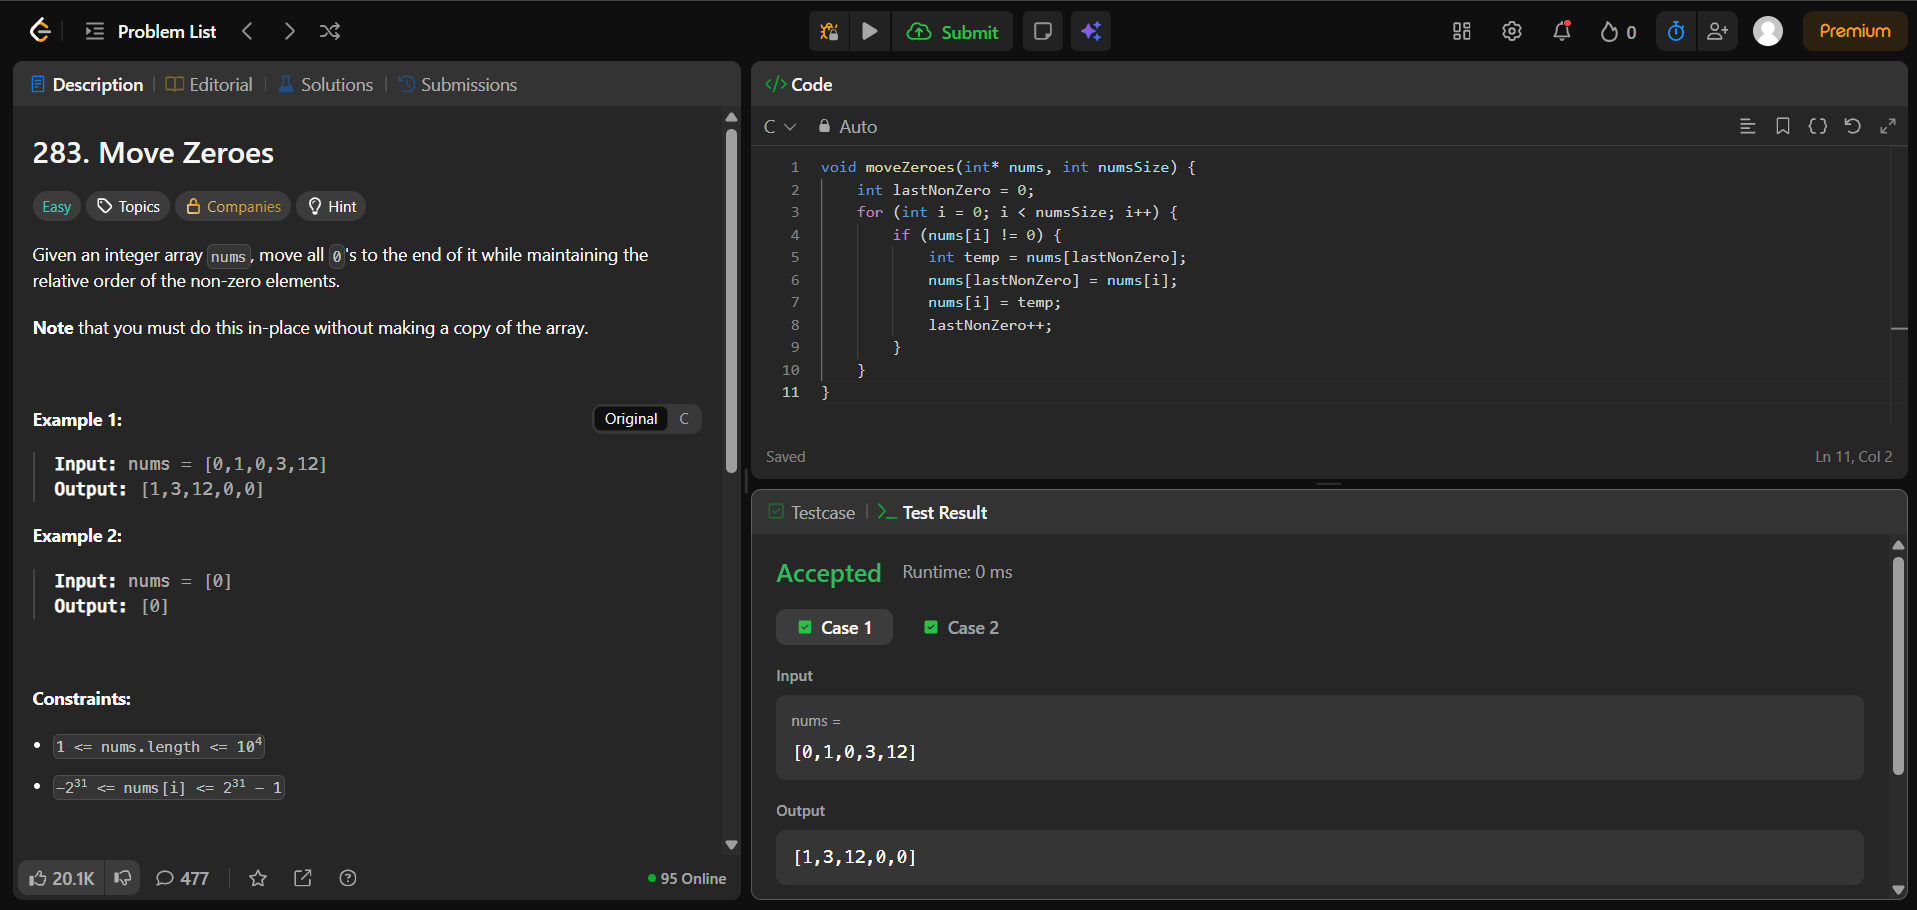 Problem List
Submit
0
Premium
Description
Editorial
Solutions
Submissions
283. Move Zeroes
Easy
Topics
Companies
Hint
Given an integer array nums, move all 0's to the end of it while maintaining the
relative order of the non-zero elements.
Note that you must do this in-place without making a copy of the array.
Example 1:
Original C
Input: nums = [0,1,0,3,12]
Output: [1,3,12,0,0]
Example 2:
Input: nums = [0]
Output: [0]
Constraints:
1 <= nums.length <= 10⁴
−2³¹ <= nums[i] <= 2³¹ − 1
20.1K
477
95 Online
</> Code
C
Auto
1 void moveZeroes(int* nums, int numsSize) {
2 int lastNonZero = 0;
3 for (int i = 0; i < numsSize; i++) {
4 if (nums[i] != 0) {
5 int temp = nums[lastNonZero];
6 nums[lastNonZero] = nums[i];
7 nums[i] = temp;
8 lastNonZero++;
9 }
10 }
11 }
Saved
Ln 11, Col 2
Testcase
Test Result
Accepted
Runtime: 0 ms
Case 1
Case 2
Input
nums =
[0,1,0,3,12]
Output
[1,3,12,0,0]